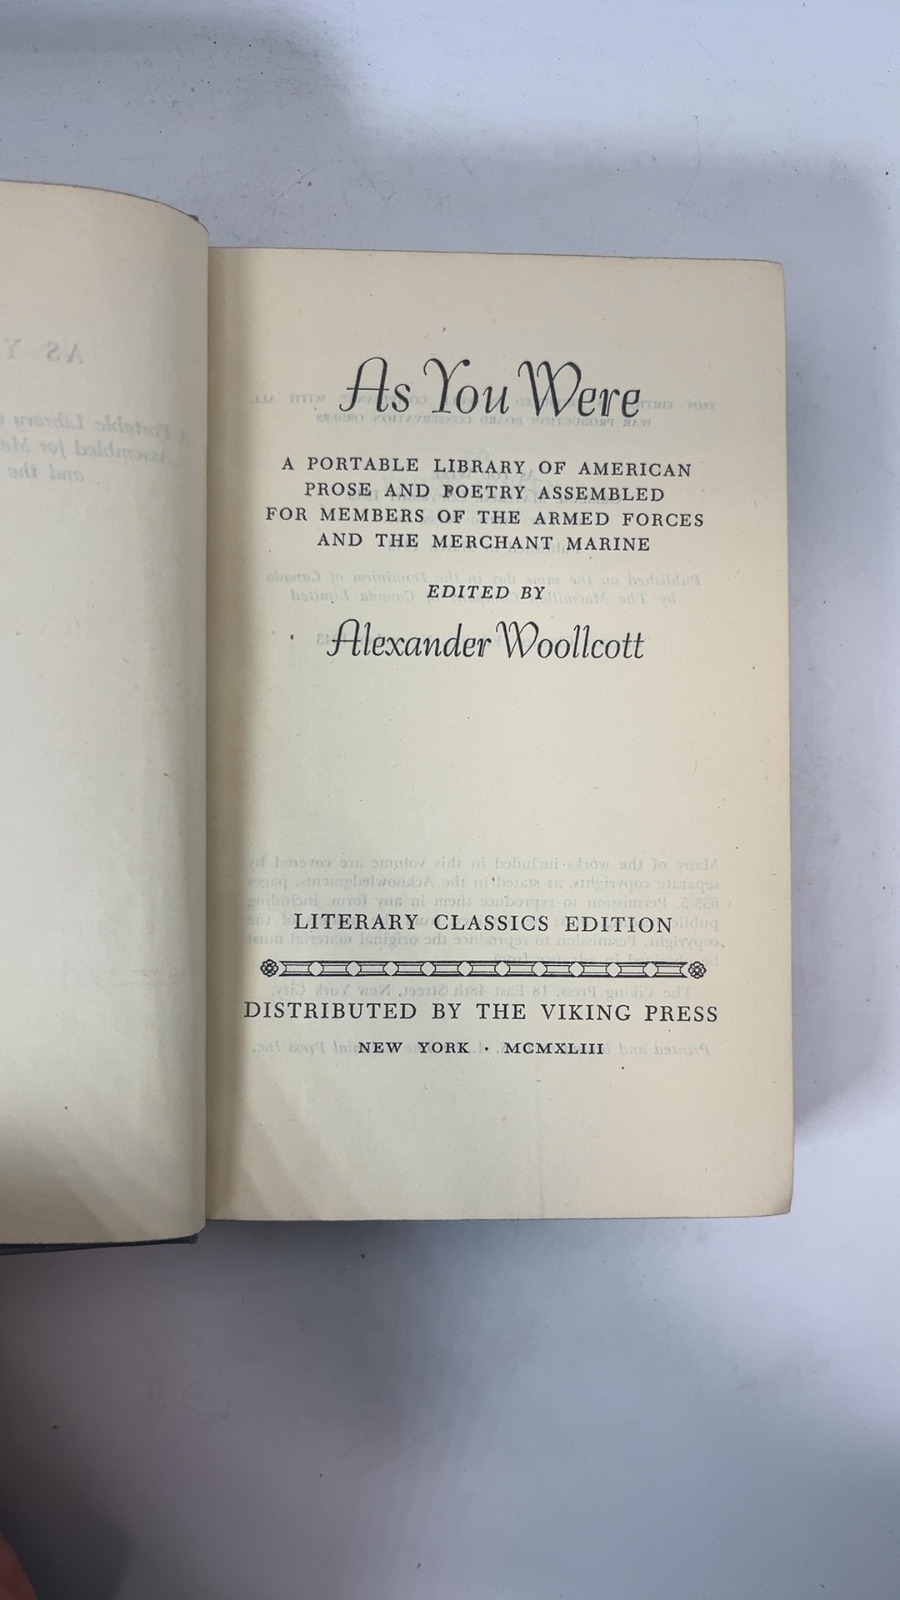 As You Were
A PORTABLE LIBRARY OF AMERICAN
PROSE AND POETRY ASSEMBLED
FOR MEMBERS OF THE ARMED FORCES
AND THE MERCHANT MARINE
EDITED BY
Alexander Woollcott
LITERARY CLASSICS EDITION
DISTRIBUTED BY THE VIKING PRESS
NEW YORK · MCMXLIII